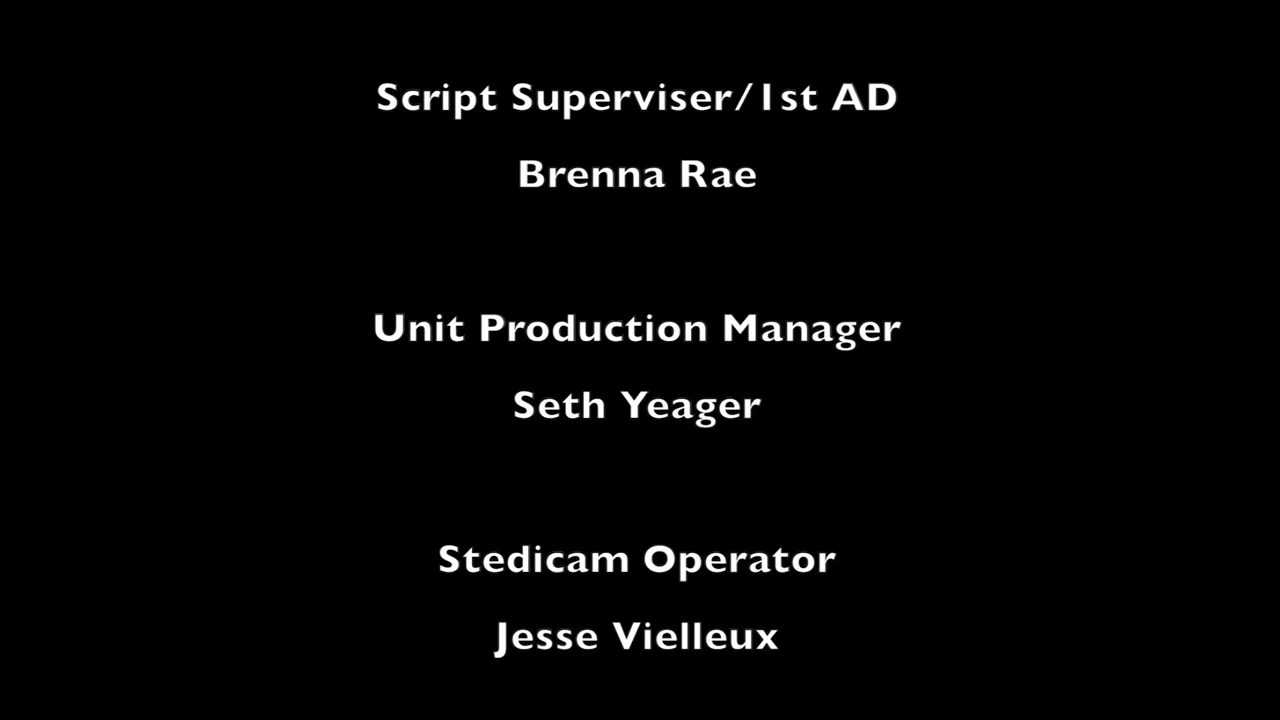 Script Superviser/1st AD
Brenna Rae
Unit Production Manager
Seth Yeager
Stedicam Operator
Jesse Vielleux